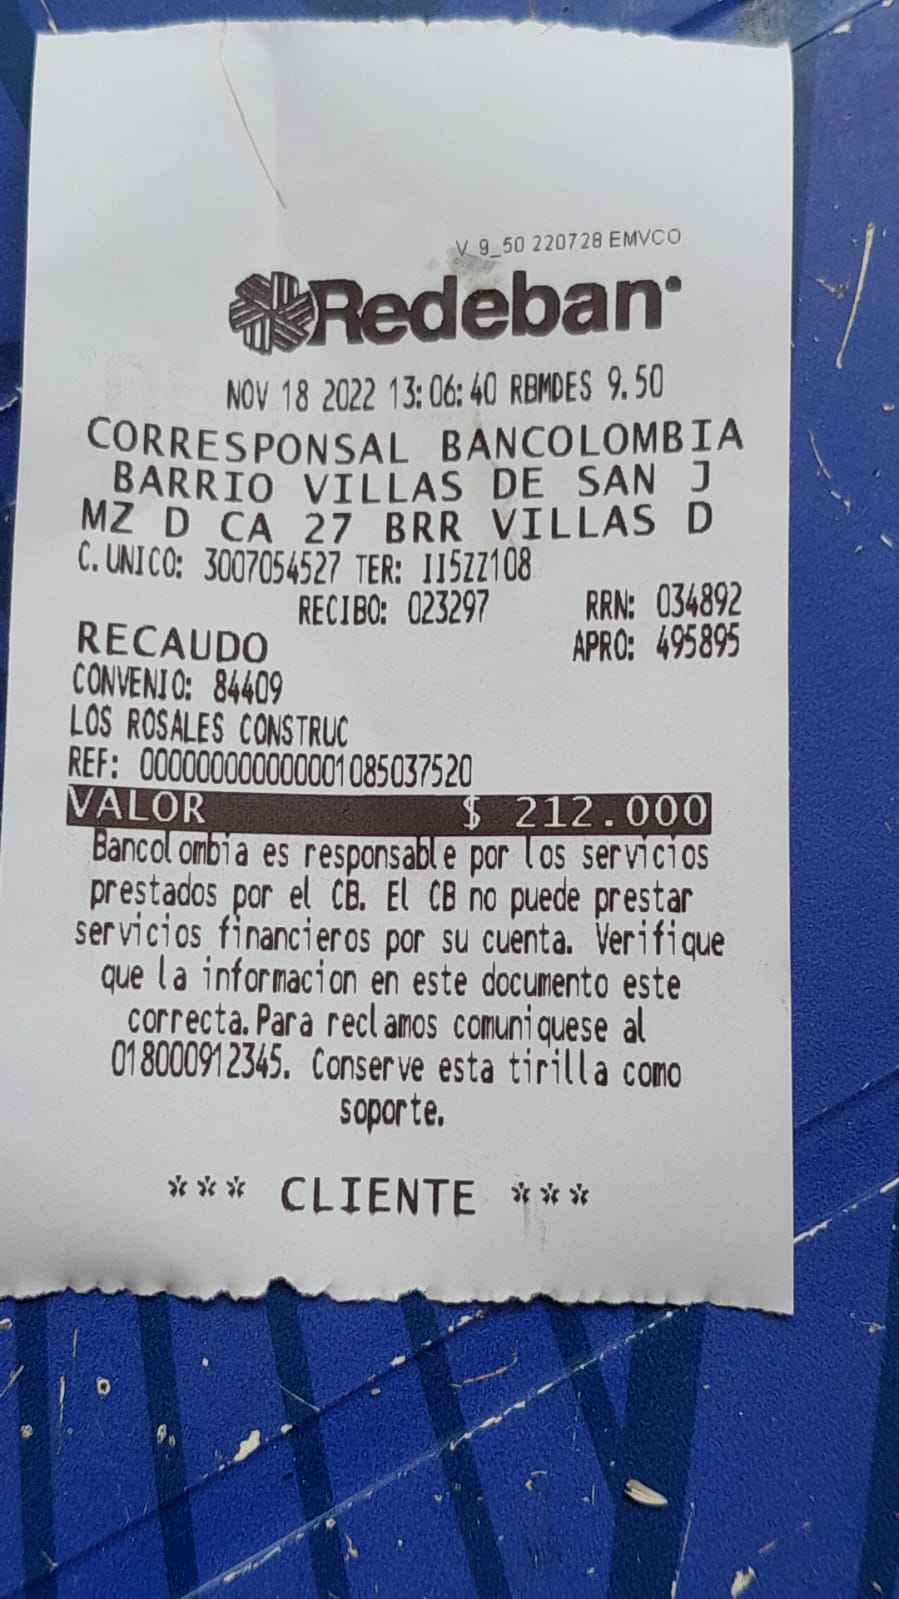 V_9_50 220728 EMVCO
Redeban
NOV 18 2022 13:06:40 RBMDES 9.50
CORRESPONSAL BANCOLOMBIA
BARRIO VILLAS DE SAN J
MZ D CA 27 BRR VILLAS D
C. UNICO: 3007054527 TER: II5ZZ108
RECIBO: 023297 RRN: 034892
RECAUDO APRO: 495895
CONVENIO: 84409
LOS ROSALES CONSTRUC
REF: 00000000000001085037520
VALOR $ 212.000
Bancolombia es responsable por los servicios
prestados por el CB. El CB no puede prestar
servicios financieros por su cuenta. Verifique
que la informacion en este documento este
correcta.Para reclamos comuniquese al
018000912345. Conserve esta tirilla como
soporte.
*** CLIENTE ***